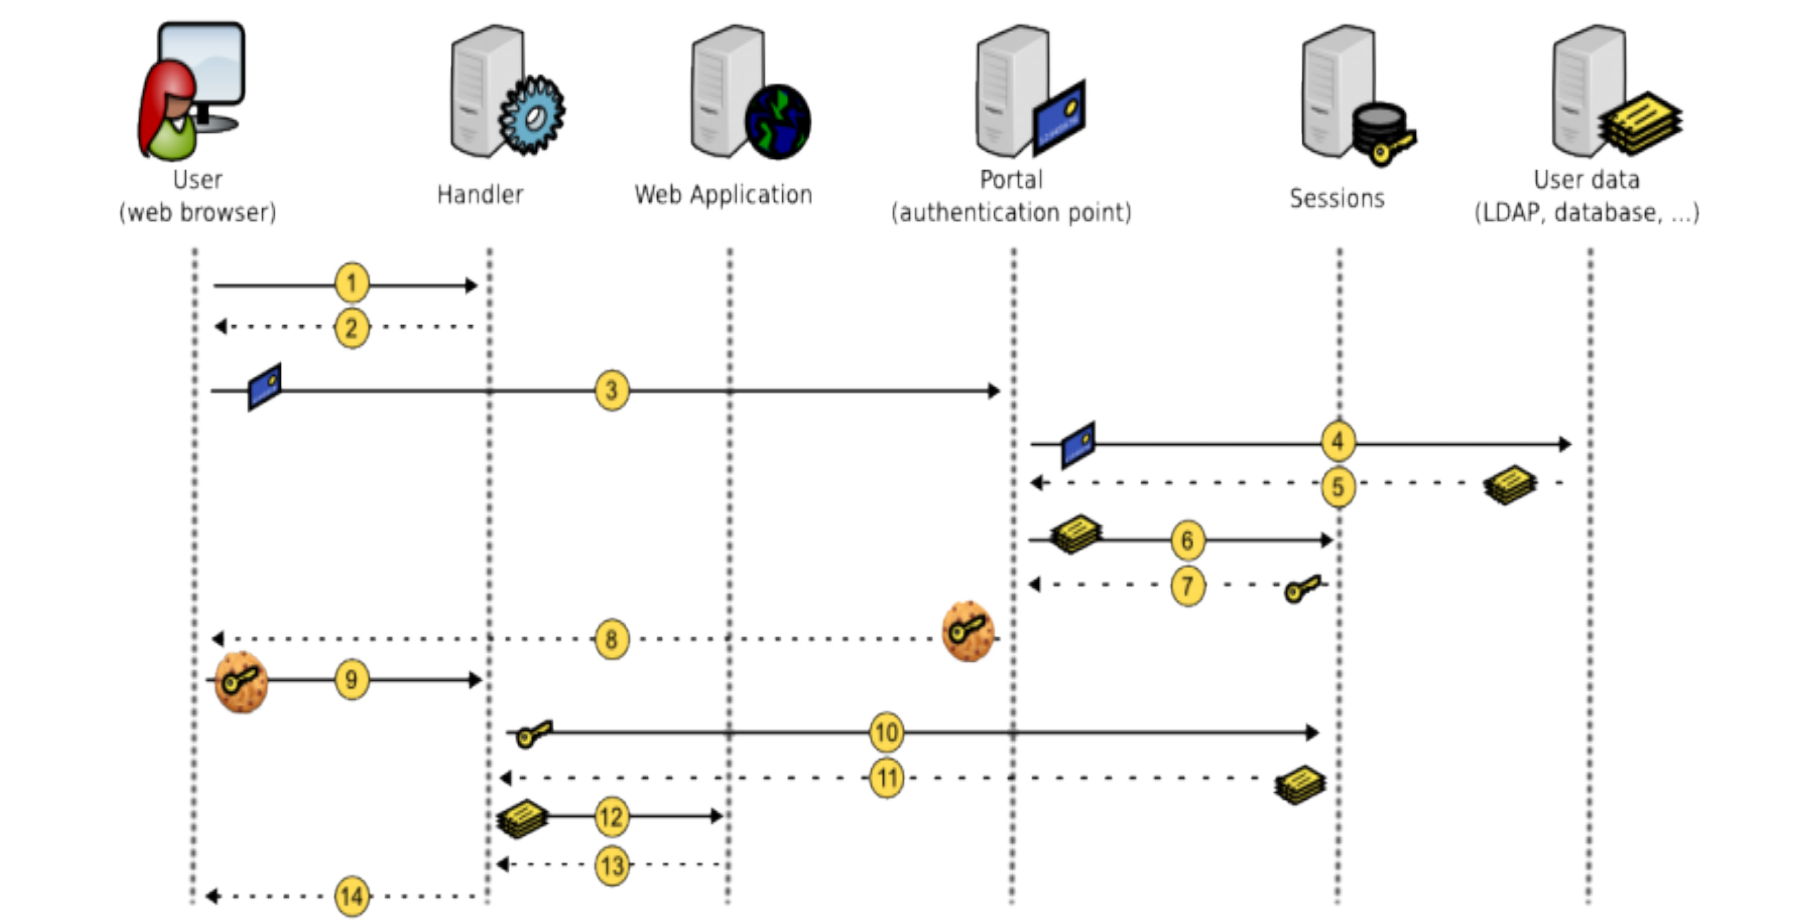 User
(web browser)
Handler
Web Application
Portal
(authentication point)
Sessions
User data
(LDAP, database, ...)
1
2
3
4
5
6
7
8
9
10
11
12
13
14